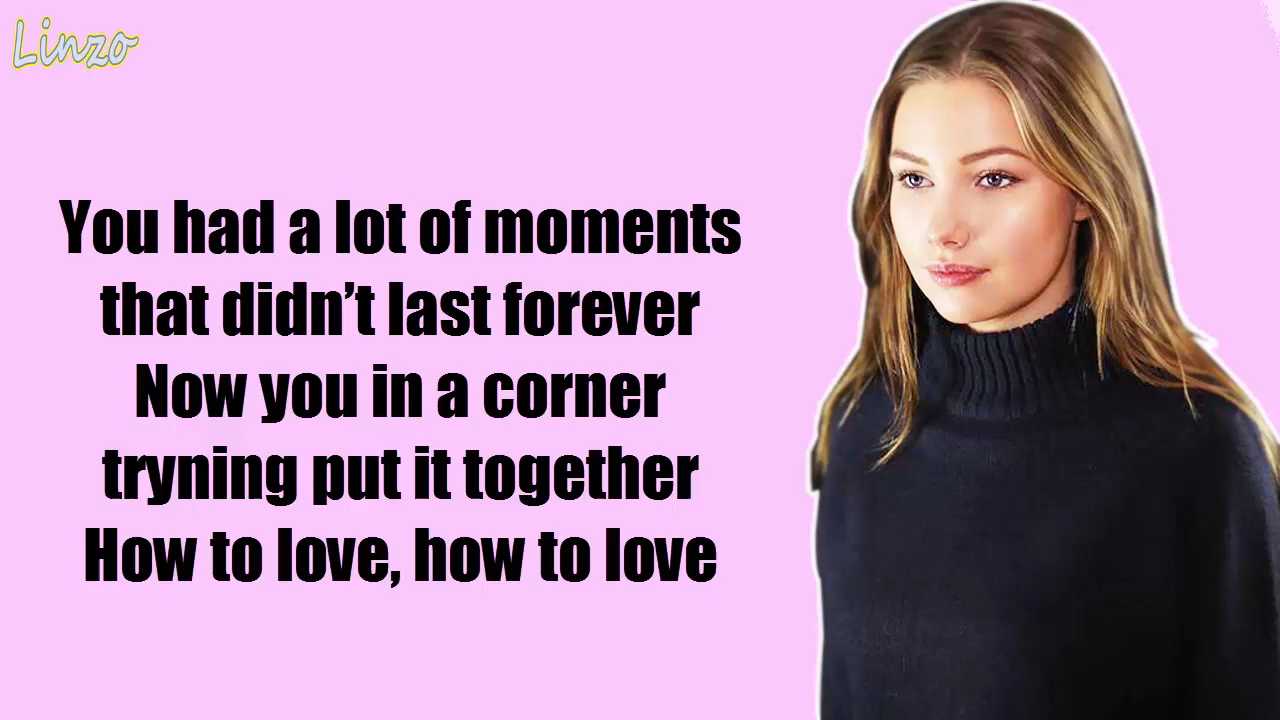 Linzo
You had a lot of moments
that didn’t last forever
Now you in a corner
tryning put it together
How to love, how to love